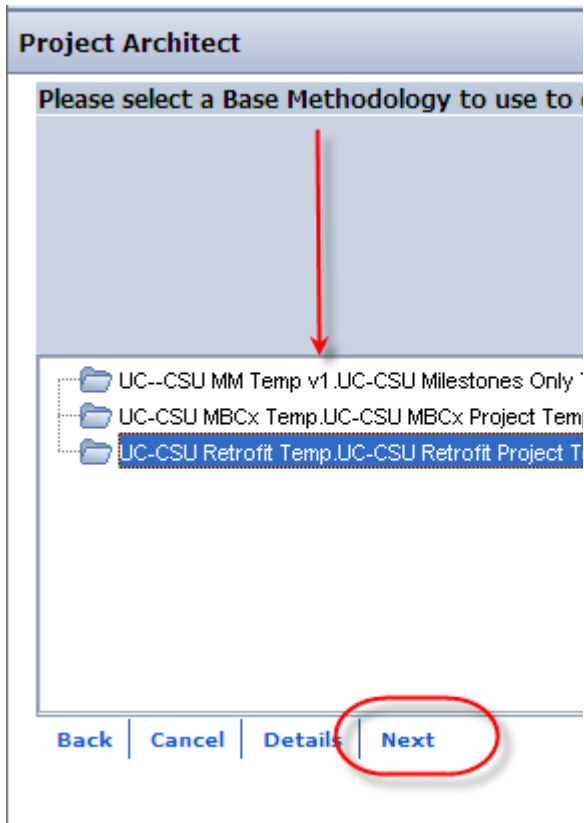 Project Architect
Please select a Base Methodology to use to
UC--CSU MM Temp v1.UC-CSU Milestones Only
UC-CSU MBCx Temp.UC-CSU MBCx Project Temp
UC-CSU Retrofit Temp.UC-CSU Retrofit Project
Back Cancel Details Next